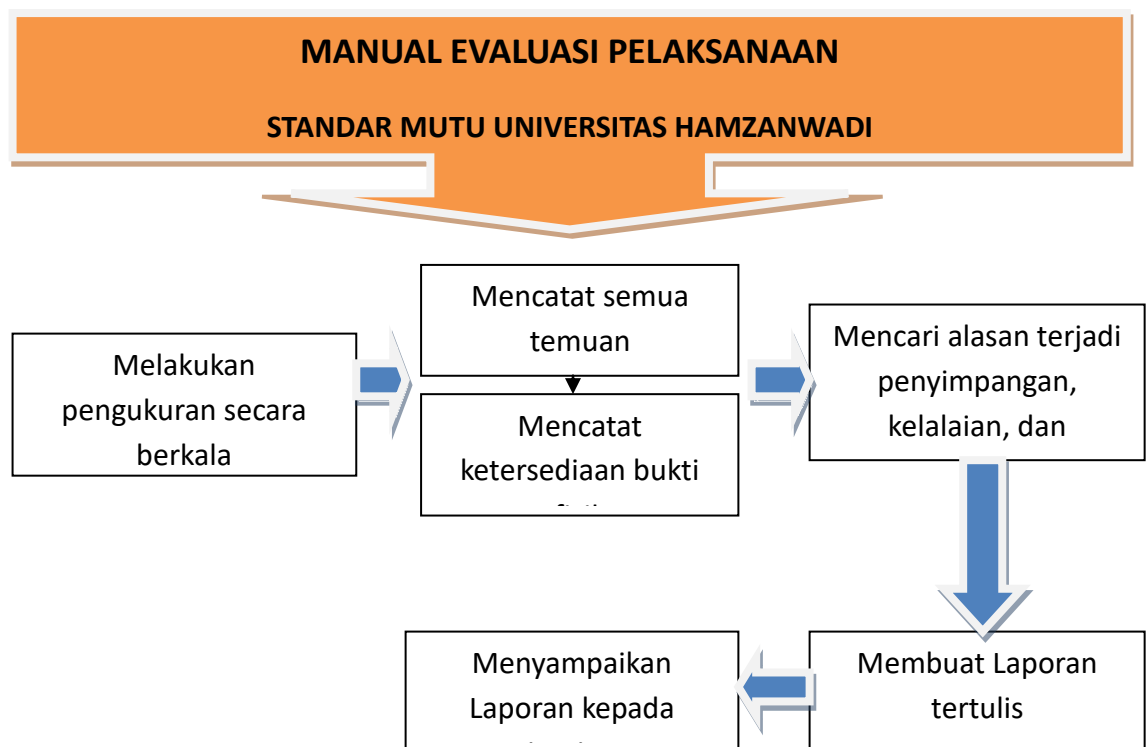 MANUAL EVALUASI PELAKSANAAN
STANDAR MUTU UNIVERSITAS HAMZANWADI
Melakukan
pengukuran secara
berkala
Mencatat semua
temuan
Mencatat
ketersediaan bukti
Mencari alasan terjadi
penyimpangan,
kelalaian, dan
Membuat Laporan
tertulis
Menyampaikan
Laporan kepada